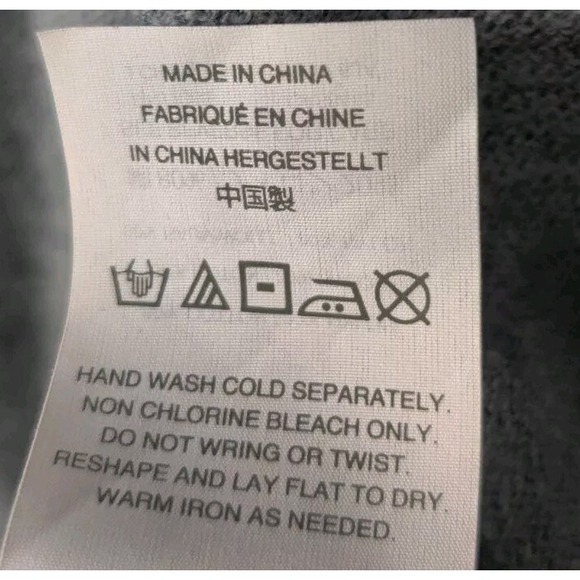 MADE IN CHINA
FABRIQUÉ EN CHINE
IN CHINA HERGESTELLT
中国製
HAND WASH COLD SEPARATELY.
NON CHLORINE BLEACH ONLY.
DO NOT WRING OR TWIST.
RESHAPE AND LAY FLAT TO DRY.
WARM IRON AS NEEDED.